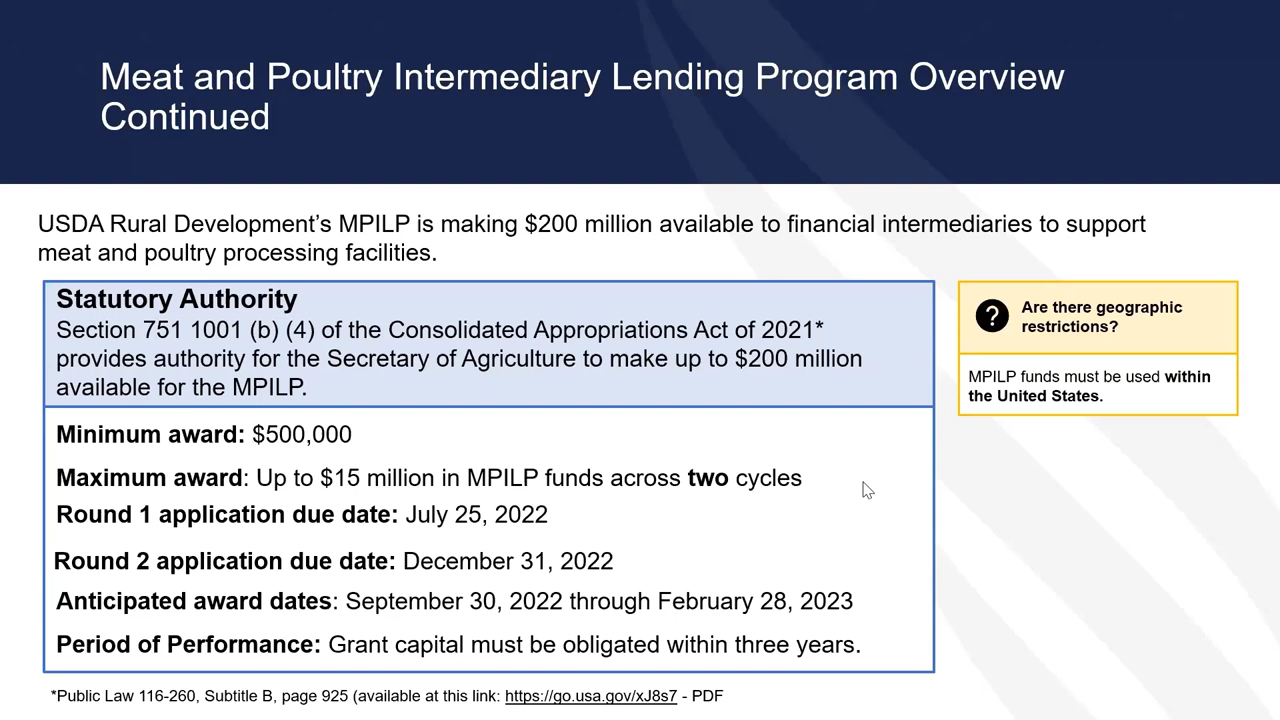 Meat and Poultry Intermediary Lending Program Overview
Continued
USDA Rural Development’s MPILP is making $200 million available to financial intermediaries to support
meat and poultry processing facilities.
Statutory Authority
Section 751 1001 (b) (4) of the Consolidated Appropriations Act of 2021*
provides authority for the Secretary of Agriculture to make up to $200 million
available for the MPILP.
Minimum award: $500,000
Maximum award: Up to $15 million in MPILP funds across two cycles
Round 1 application due date: July 25, 2022
Round 2 application due date: December 31, 2022
Anticipated award dates: September 30, 2022 through February 28, 2023
Period of Performance: Grant capital must be obligated within three years.
?
Are there geographic
restrictions?
MPILP funds must be used within
the United States.
*Public Law 116-260, Subtitle B, page 925 (available at this link: https://go.usa.gov/xJ8s7 - PDF